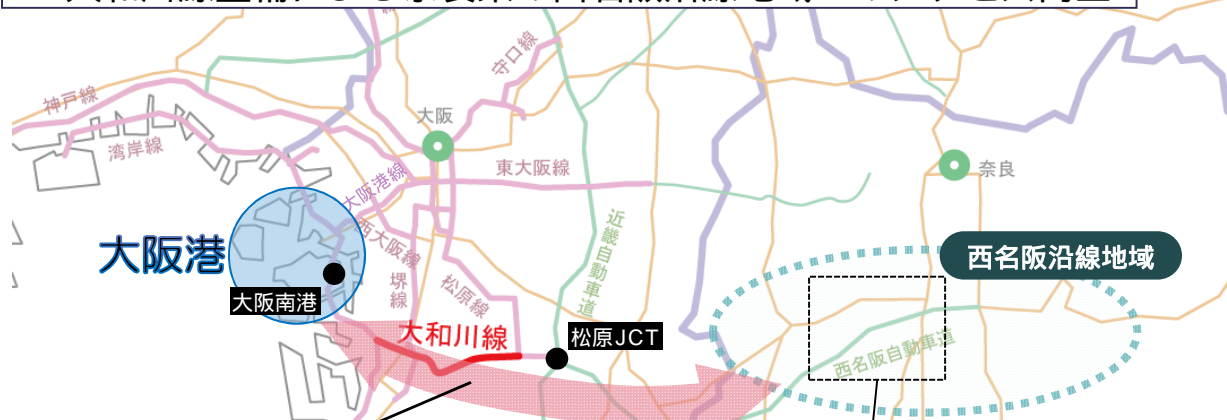 守口線
神戸線
大阪
湾岸線
東大阪線
奈良
大阪港線
近畿自動車道
西大阪線
大阪港
西名阪沿線地域
堺線
松原線
大阪南港
大和川線
松原JCT
西名阪自動車道